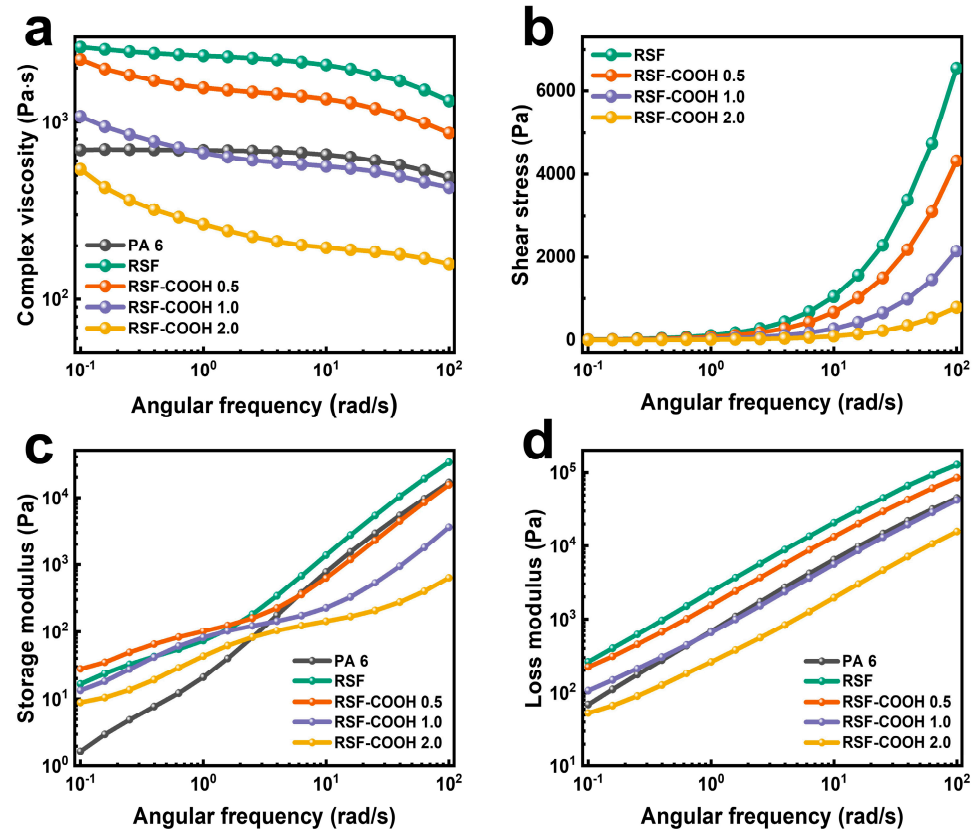 a
Complex viscosity (Pa·s)
10³
10²
PA 6
RSF
RSF-COOH 0.5
RSF-COOH 1.0
RSF-COOH 2.0
10⁻¹ 10⁰ 10¹ 10²
Angular frequency (rad/s)
b
Shear stress (Pa)
6000
4000
2000
0
RSF
RSF-COOH 0.5
RSF-COOH 1.0
RSF-COOH 2.0
10⁻¹ 10⁰ 10¹ 10²
Angular frequency (rad/s)
c
Storage modulus (Pa)
10⁴
10³
10²
10¹
10⁰
PA 6
RSF
RSF-COOH 0.5
RSF-COOH 1.0
RSF-COOH 2.0
10⁻¹ 10⁰ 10¹ 10²
Angular frequency (rad/s)
d
Loss modulus (Pa)
10⁵
10⁴
10³
10²
10¹
PA 6
RSF
RSF-COOH 0.5
RSF-COOH 1.0
RSF-COOH 2.0
10⁻¹ 10⁰ 10¹ 10²
Angular frequency (rad/s)